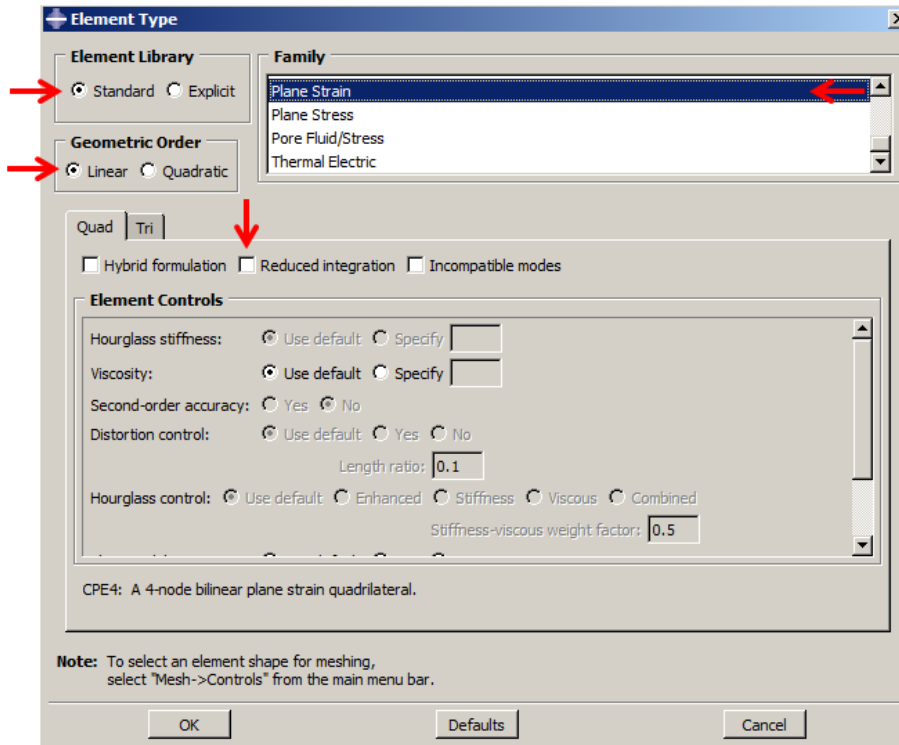 Element Type
Element Library
Standard Explicit
Family
Plane Strain
Plane Stress
Pore Fluid/Stress
Thermal Electric
Geometric Order
Linear Quadratic
Quad Tri
Hybrid formulation Reduced integration Incompatible modes
Element Controls
Hourglass stiffness: Use default Specify
Viscosity: Use default Specify
Second-order accuracy: Yes No
Distortion control: Use default Yes No
Length ratio: 0.1
Hourglass control: Use default Enhanced Stiffness Viscous Combined
Stiffness-viscous weight factor: 0.5
CPE4: A 4-node bilinear plane strain quadrilateral.
Note: To select an element shape for meshing,
select "Mesh->Controls" from the main menu bar.
OK Defaults Cancel